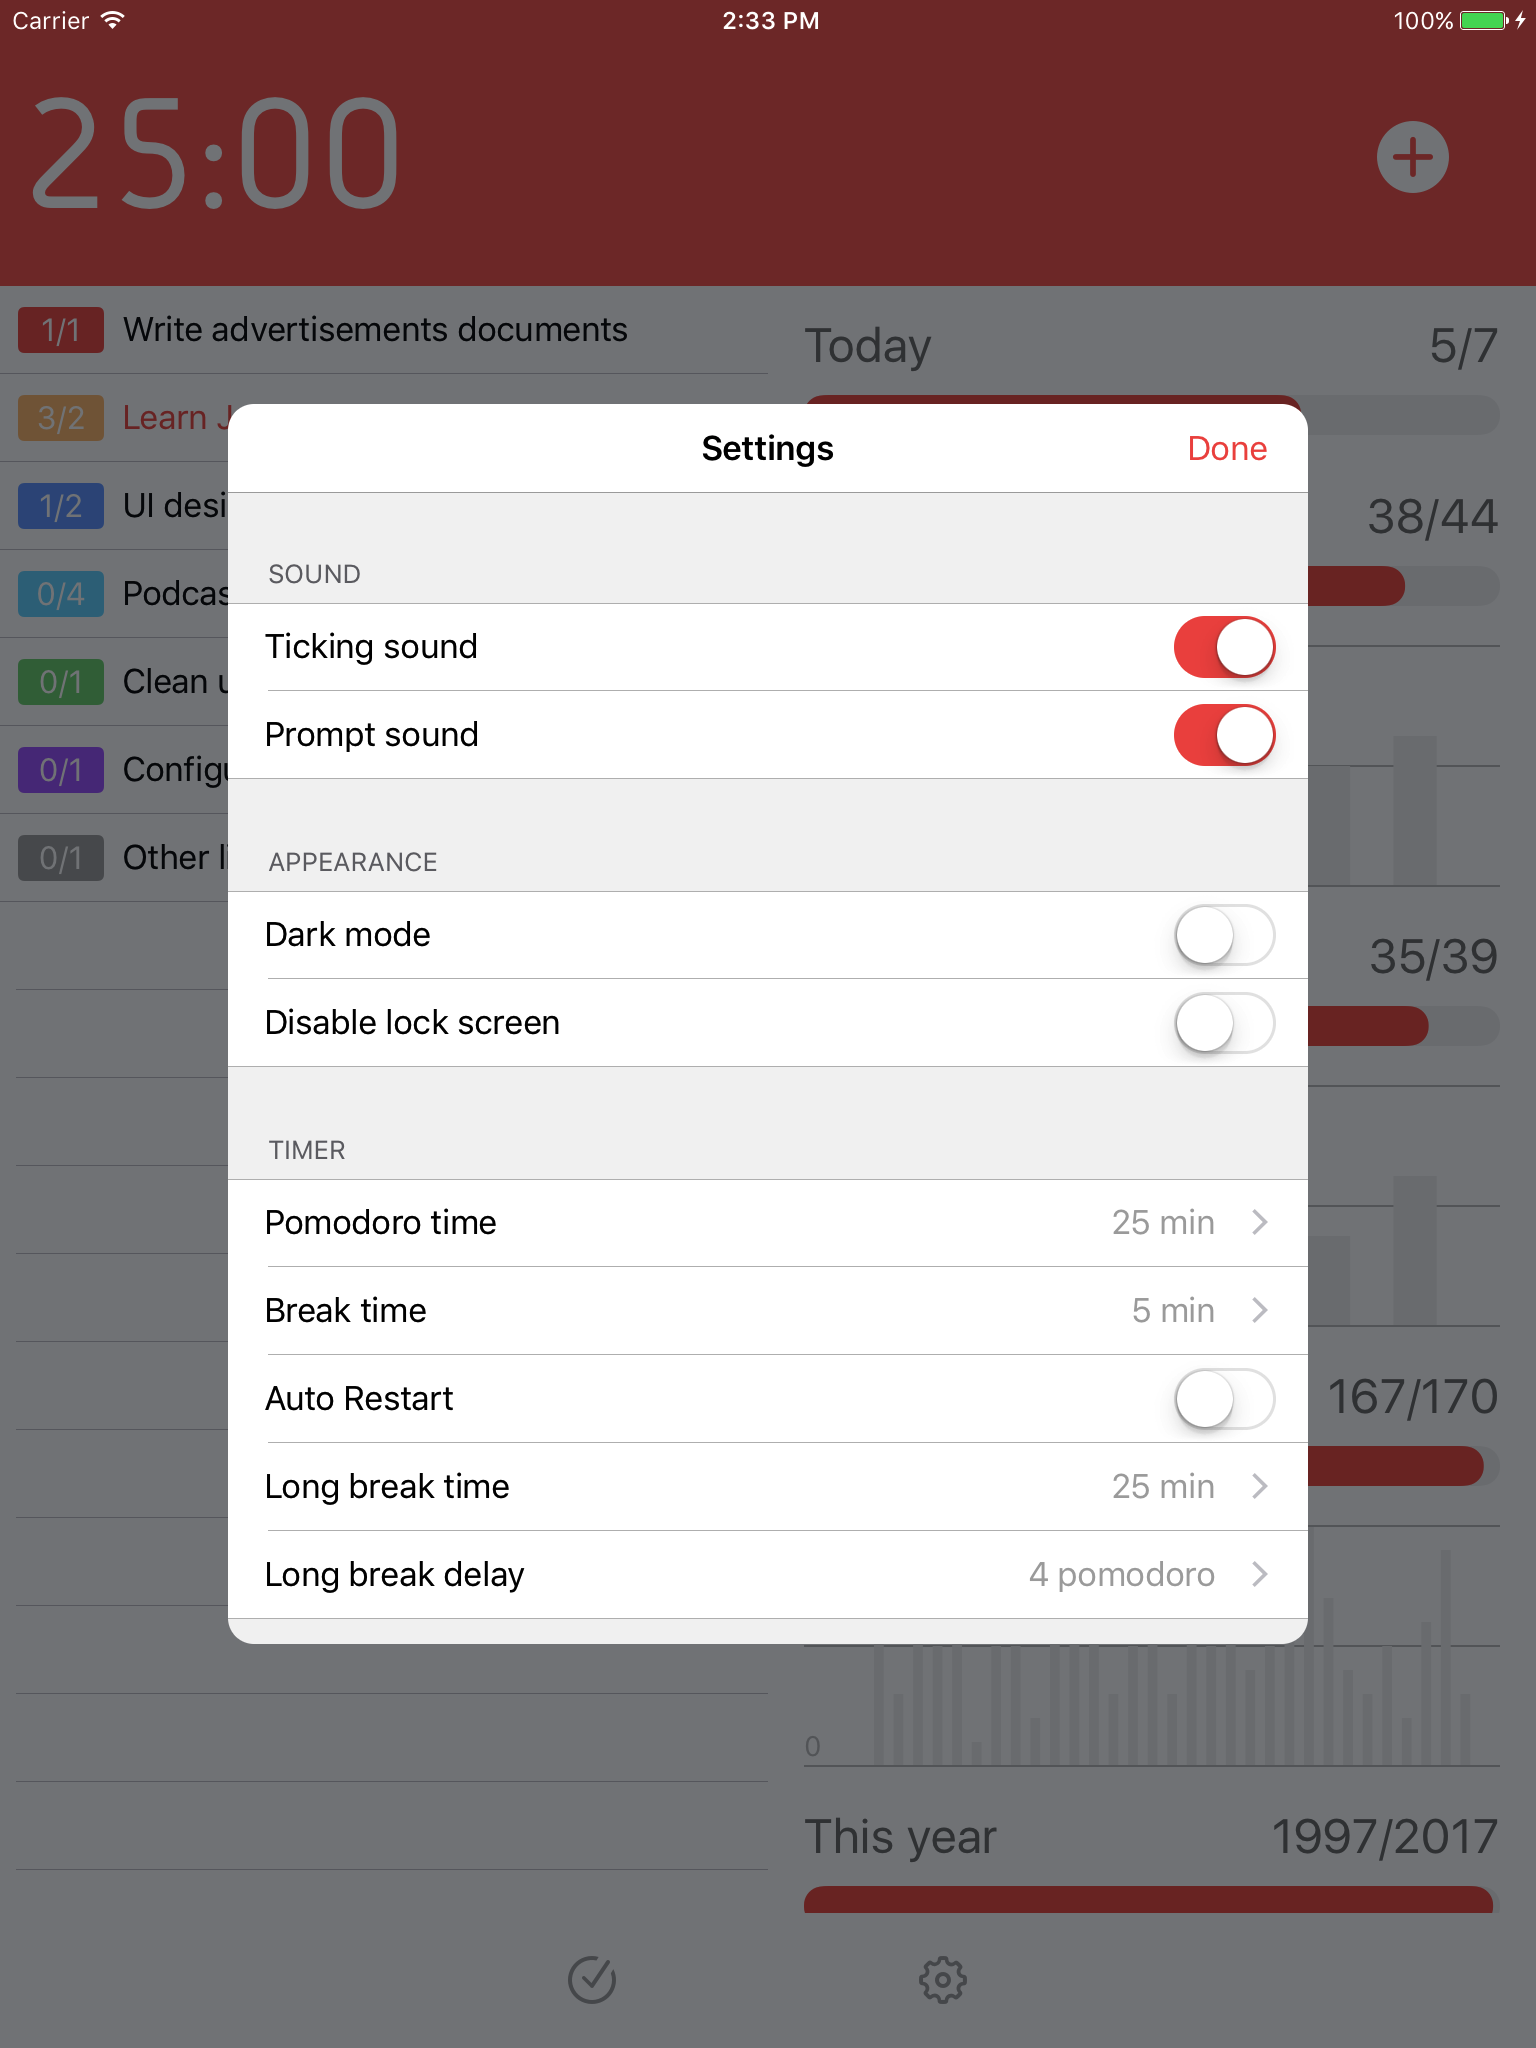 Carrier 2:33 PM 100%
25:00
1/1 Write advertisements documents
3/2 Learn
1/2 UI
0/4
0/1 Clean
0/1
0/1 Other
Today 5/7
38/44
35/39
167/170
0
This year 1997/2017
Settings Done
SOUND
Ticking sound
Prompt sound
APPEARANCE
Dark mode
Disable lock screen
TIMER
Pomodoro time 25 min
Break time 5 min
Auto Restart
Long break time 25 min
Long break delay 4 pomodoro